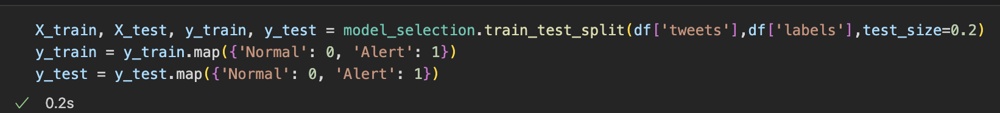 X_train, X_test, y_train, y_test = model_selection.train_test_split(df['tweets'],df['labels'],test_size=0.2)
y_train = y_train.map({'Normal': 0, 'Alert': 1})
y_test = y_test.map({'Normal': 0, 'Alert': 1})
0.2s